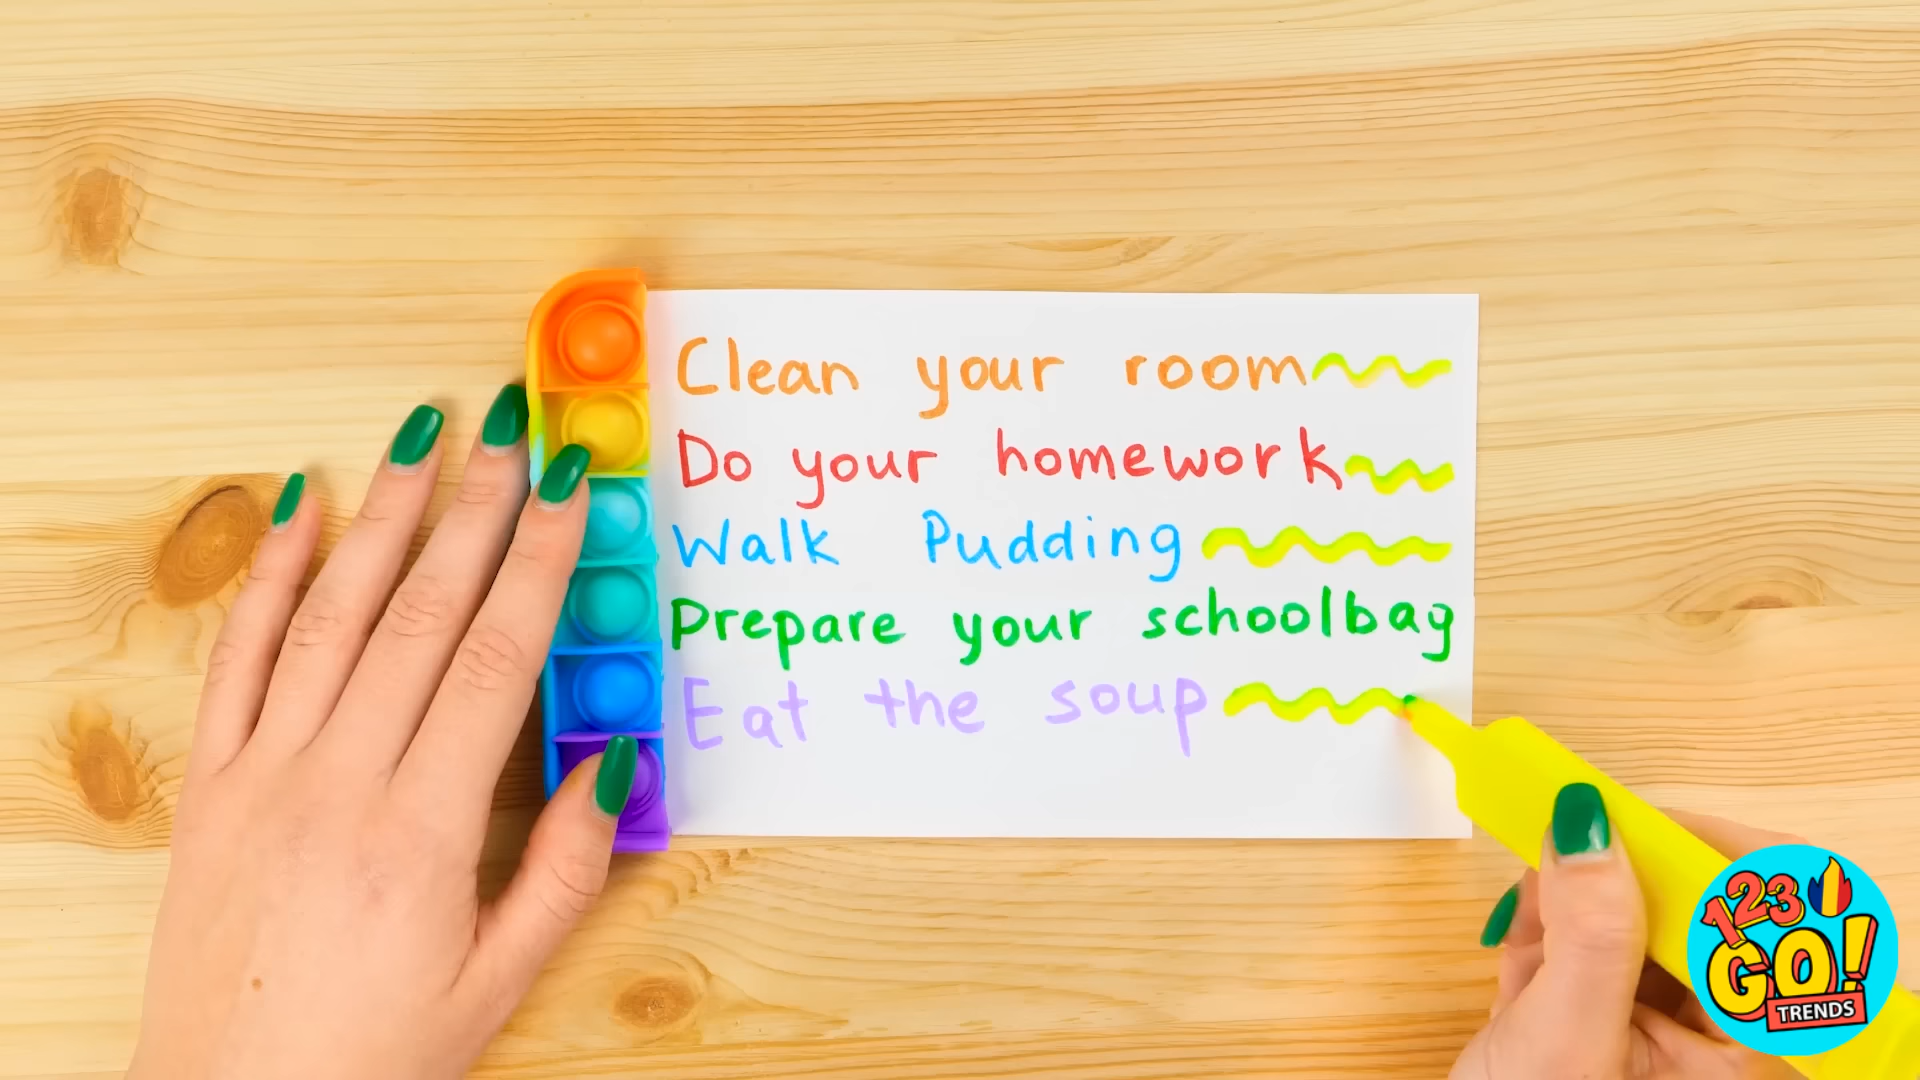 Clean your room
Do your homework
Walk Pudding
Prepare your schoolbag
Eat the soup
123
GO!
TRENDS